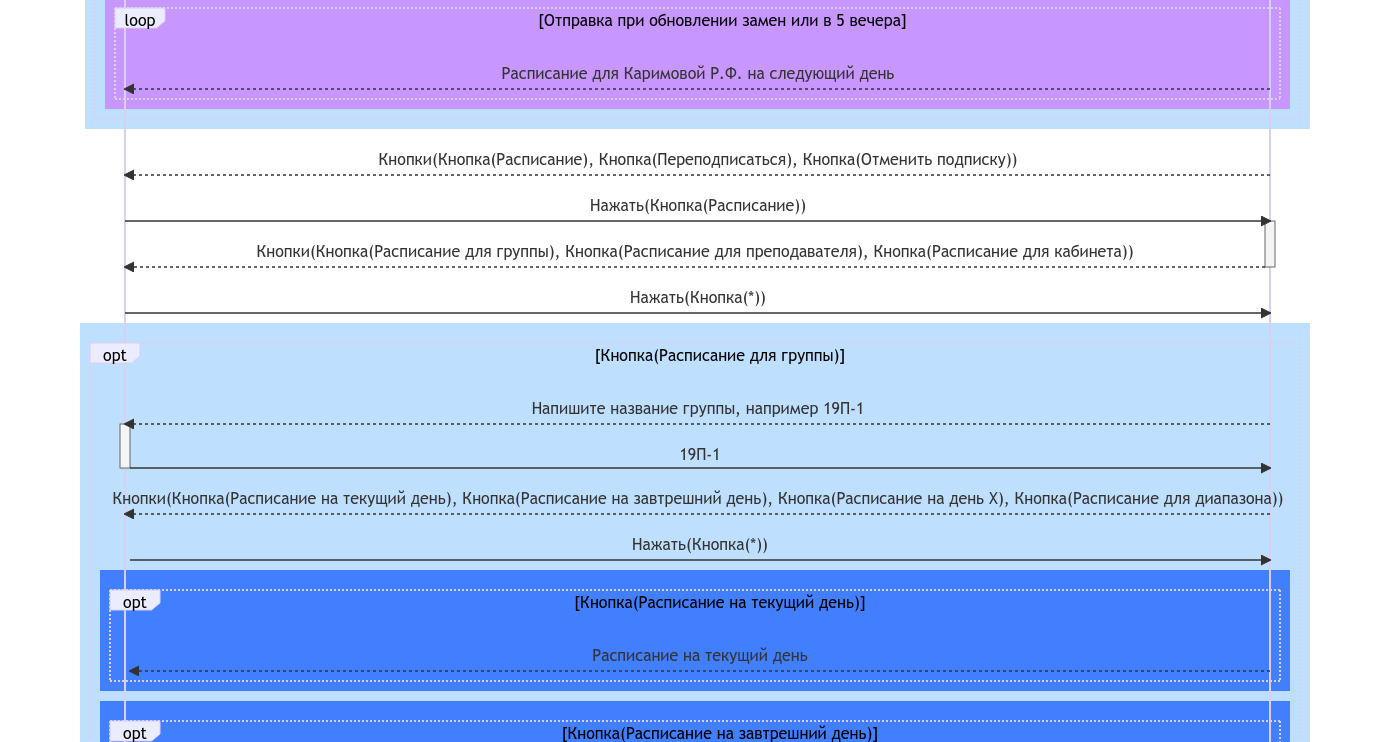 loop
[Отправка при обновлении замен или в 5 вечера]
Расписание для Каримовой Р.Ф. на следующий день
Кнопки(Кнопка(Расписание), Кнопка(Переподписаться), Кнопка(Отменить подписку))
Нажать(Кнопка(Расписание))
Кнопки(Кнопка(Расписание для группы), Кнопка(Расписание для преподавателя), Кнопка(Расписание для кабинета))
Нажать(Кнопка(*))
opt
[Кнопка(Расписание для группы)]
Напишите название группы, например 19П-1
19П-1
Кнопки(Кнопка(Расписание на текущий день), Кнопка(Расписание на завтрешний день), Кнопка(Расписание на день X), Кнопка(Расписание для диапазона))
Нажать(Кнопка(*))
opt
[Кнопка(Расписание на текущий день)]
Расписание на текущий день
opt
[Кнопка(Расписание на завтрешний день)]